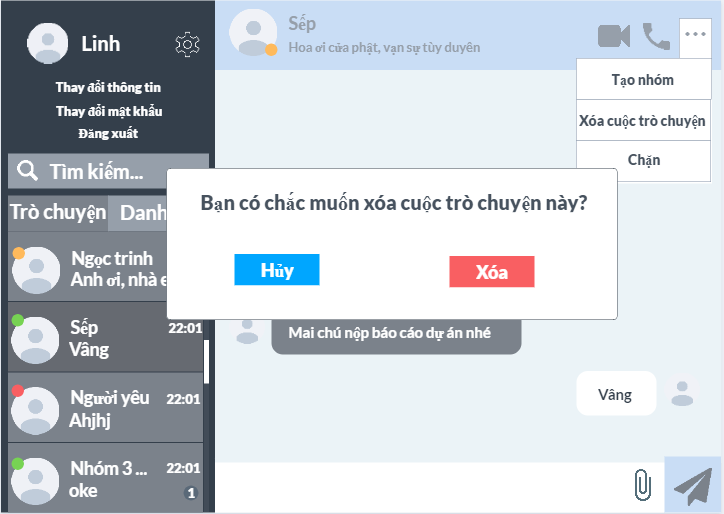 Linh
Thay đổi thông tin
Thay đổi mật khẩu
Đăng xuất
Tìm kiếm...
Trò chuyện
Danh
Ngọc trinh
Anh ơi, nhà e
Sếp
22:01
Vâng
Người yêu
22:01
Ahjhj
Nhóm 3 ...
22:01
oke
1
Sếp
Hoa ơi cửa phật, vạn sự tùy duyên
Tạo nhóm
Xóa cuộc trò chuyện
Chặn
Bạn có chắc muốn xóa cuộc trò chuyện này?
Hủy
Xóa
Mai chú nộp báo cáo dự án nhé
Vâng